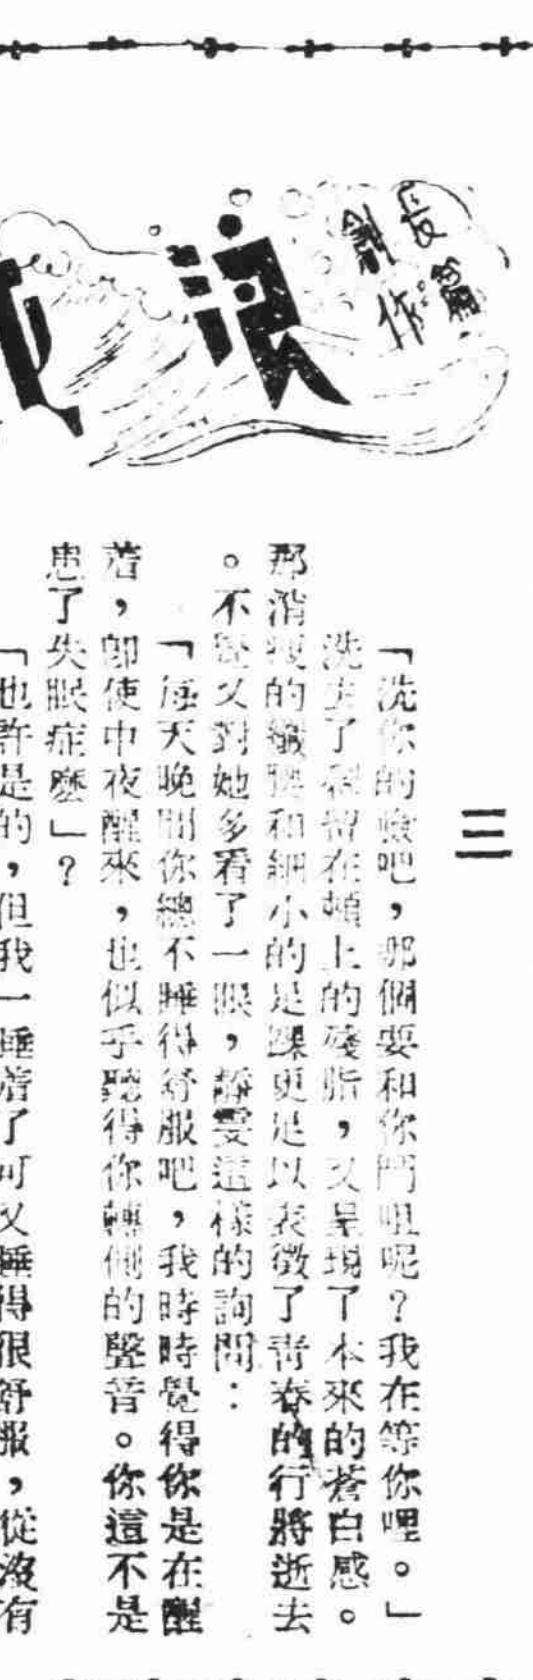 長篇
創作
浪
三
「洗你的臉吧，那個要和你鬥咀呢？我在等你哩。」
洗去了殘留在頰上的殘脂，又呈現了本來的蒼白感。
那消瘦的和細小的足踝更足以表徵了青春的行將逝去
。不覺又對她多看了一眼，靜雯這樣的詢問：
「每天晚間你總不睡得舒服吧，我時時覺得你是在醒
着，卽使中夜醒來，也似乎聽得你轉側的聲音。你這不是
患了失眠症麽」？
「也許是的，但我一睡着了可又睡得很舒服，從沒有